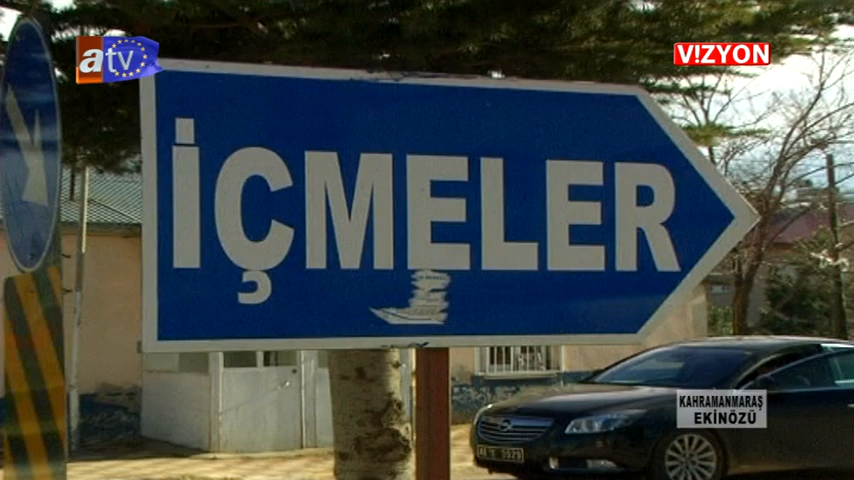 atv
VİZYON
İÇMELER
KAHRAMANMARAŞ
EKİNÖZÜ